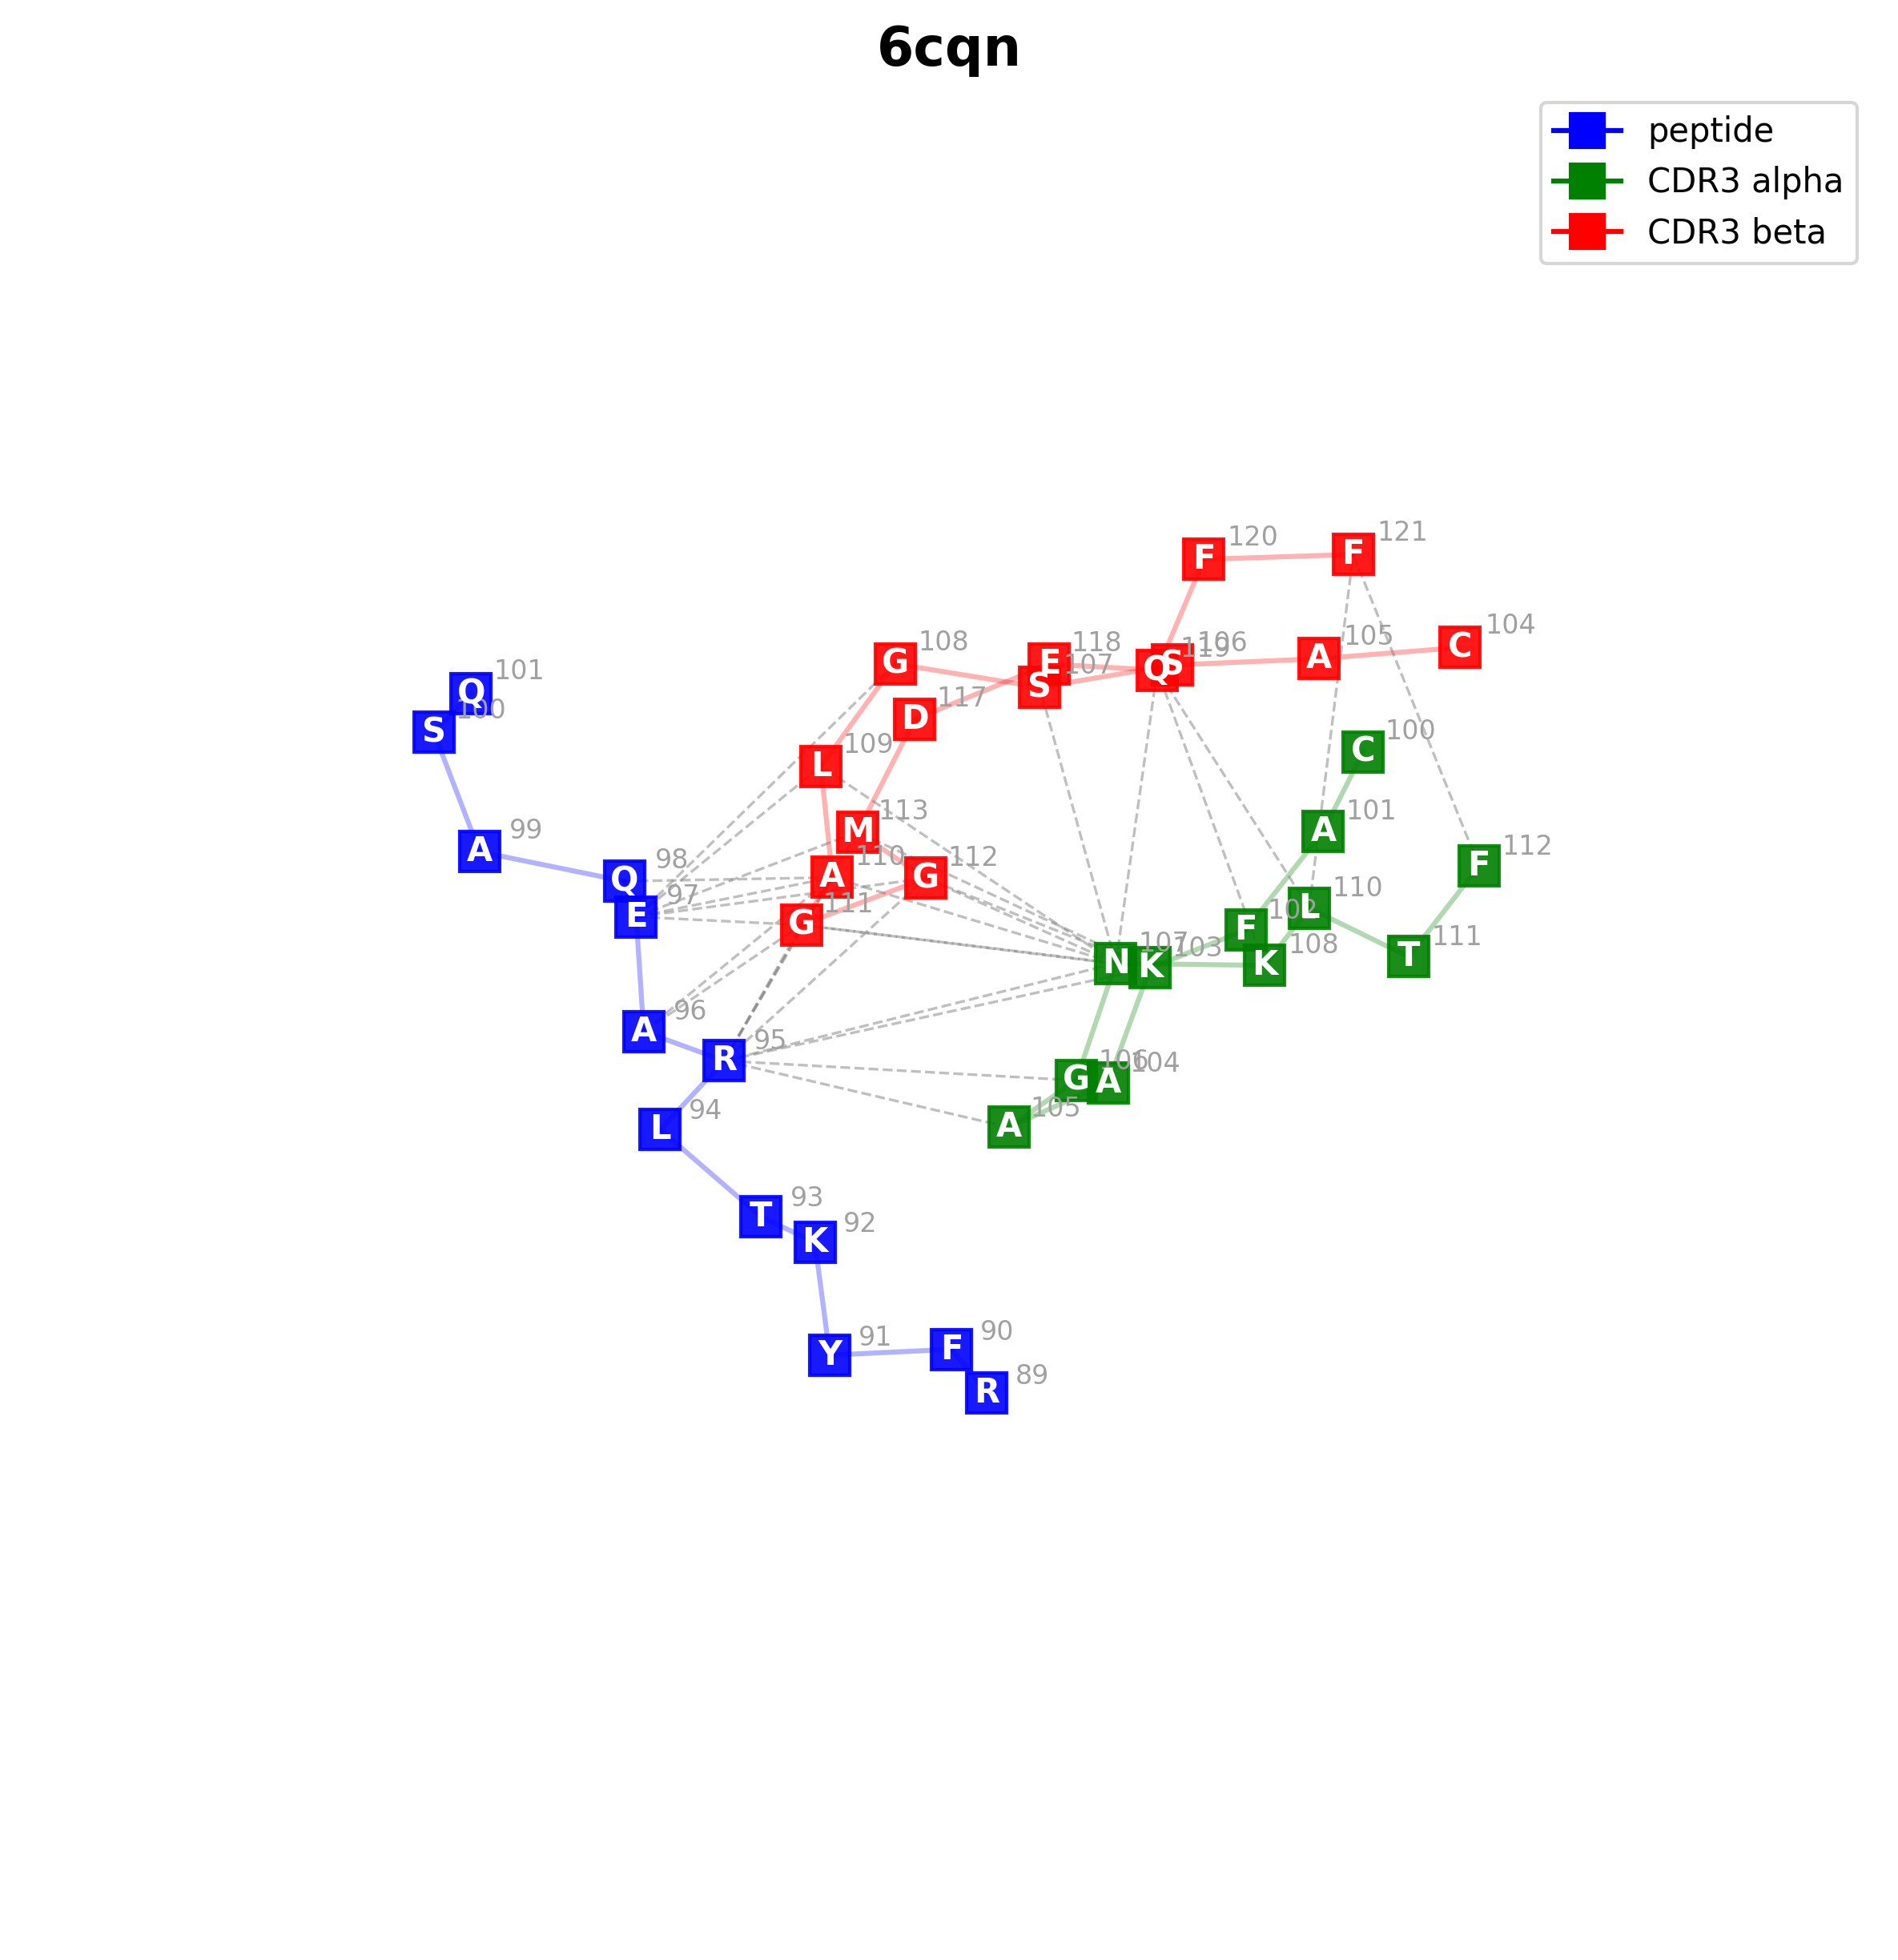 6cqn
peptide
CDR3 alpha
CDR3 beta
F 120
F 121
C 104
A 105
S 106
Q 119
E 118
S 107
G 108
D 117
L 109
M 113
A 110
G 112
G 111
Q 101
S 100
A 99
Q 98
E 97
A 96
R 95
L 94
T 93
K 92
Y 91
F 90
R 89
C 100
A 101
F 102
K 103
A 104
A 105
G 106
N 107
K 108
L 110
T 111
F 112